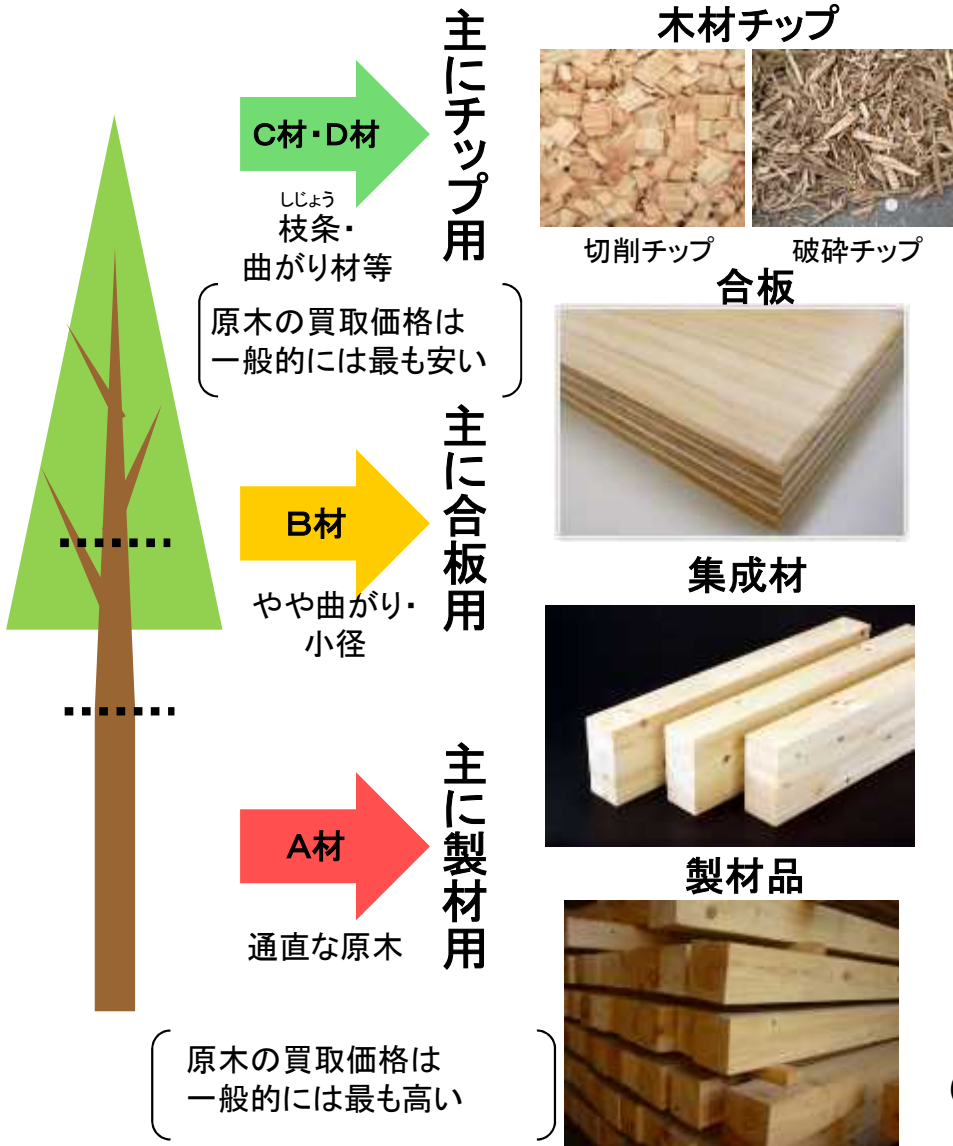 木材チップ
主にチップ用
C材・D材
しじょう
枝条・
曲がり材等
原木の買取価格は
一般的には最も安い
切削チップ
破砕チップ
合板
主に合板用
B材
やや曲がり・
小径
集成材
主に製材用
A材
通直な原木
製材品
原木の買取価格は
一般的には最も高い